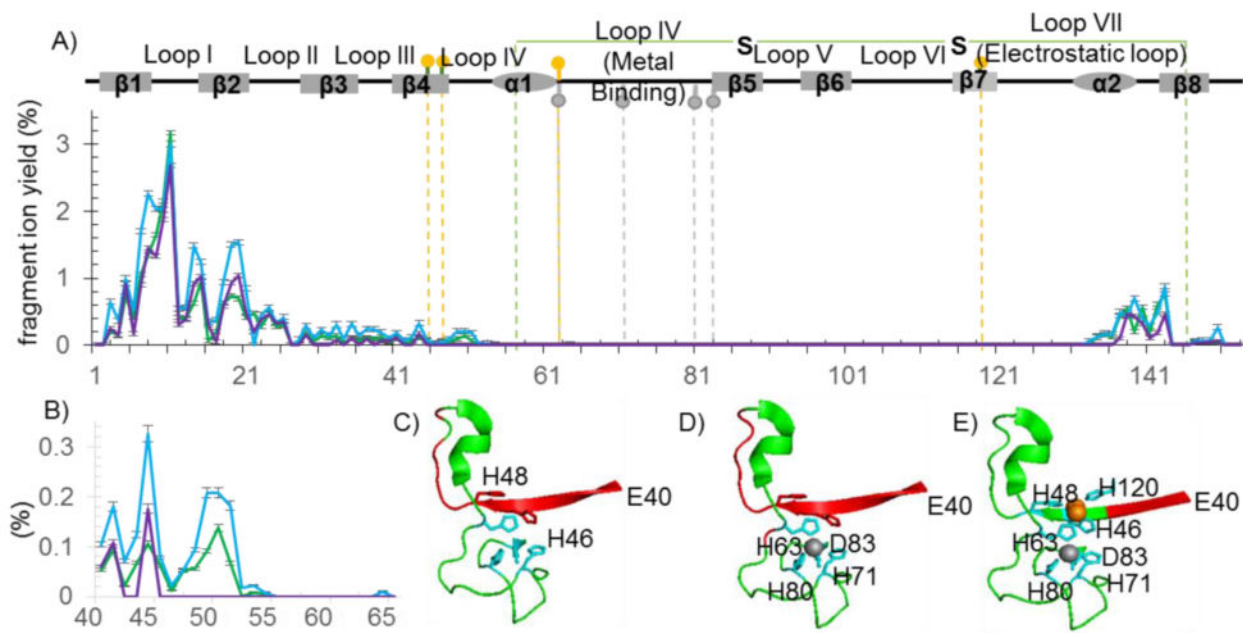 A)
Loop I Loop II Loop III Loop IV Loop IV S Loop V Loop VI S Loop VII
(Metal Binding) (Electrostatic loop)
β1 β2 β3 β4 α1 β5 β6 β7 α2 β8
fragment ion yield (%)
3
2
1
0
1 21 41 61 81 101 121 141
B)
(%)
0.3
0.2
0.1
0
40 45 50 55 60 65
C)
H48
E40
H46
D)
E40
H63 D83
H71
H80
E)
H48 H120
E40
H46
H63
D83
H71
H80